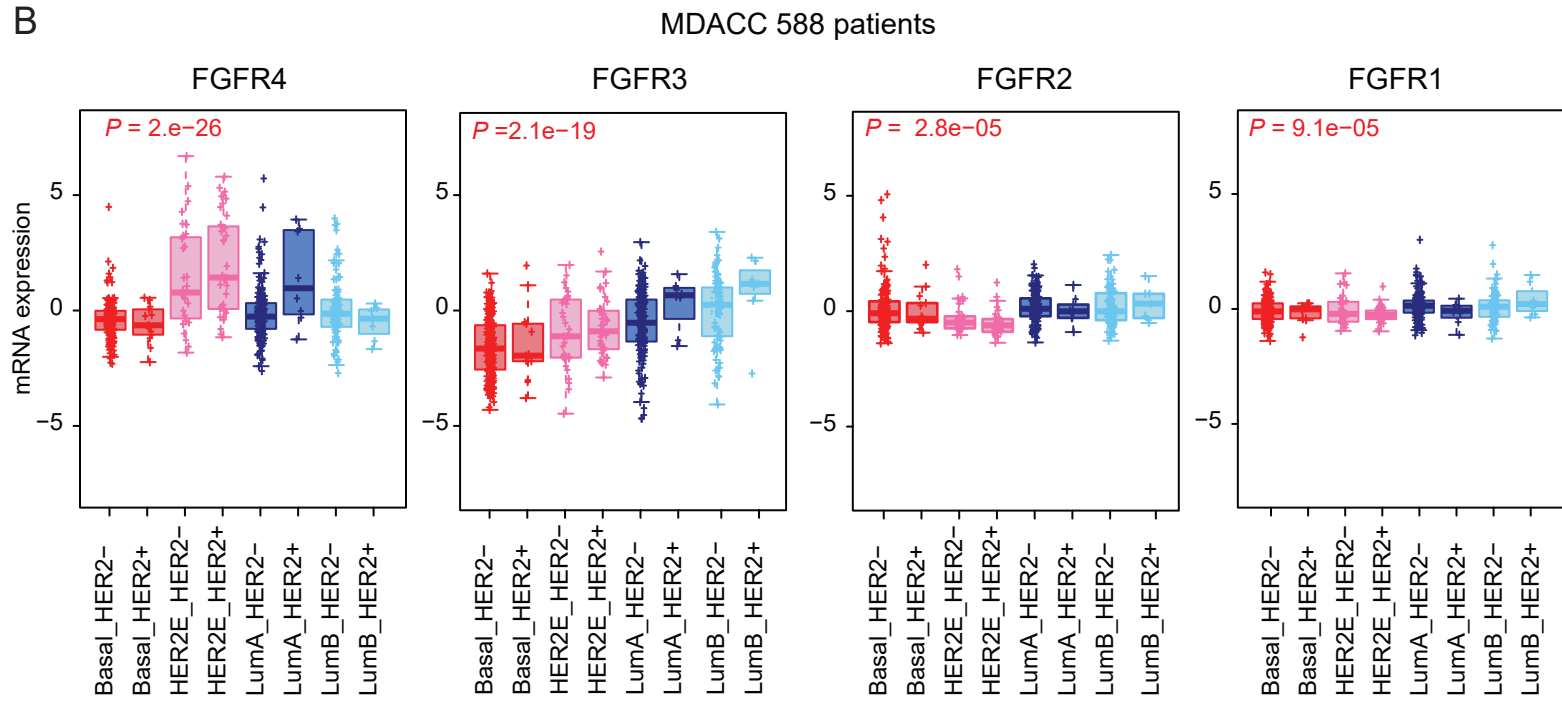 B
MDACC 588 patients
FGFR4
FGFR3
FGFR2
FGFR1
P = 2.e−26
P =2.1e−19
P = 2.8e−05
P = 9.1e−05
mRNA expression
5
0
−5
5
0
−5
5
0
−5
5
0
−5
Basal_HER2−
Basal_HER2+
HER2E_HER2−
HER2E_HER2+
LumA_HER2−
LumA_HER2+
LumB_HER2−
LumB_HER2+
Basal_HER2−
Basal_HER2+
HER2E_HER2−
HER2E_HER2+
LumA_HER2−
LumA_HER2+
LumB_HER2−
LumB_HER2+
Basal_HER2−
Basal_HER2+
HER2E_HER2−
HER2E_HER2+
LumA_HER2−
LumA_HER2+
LumB_HER2−
LumB_HER2+
Basal_HER2−
Basal_HER2+
HER2E_HER2−
HER2E_HER2+
LumA_HER2−
LumA_HER2+
LumB_HER2−
LumB_HER2+